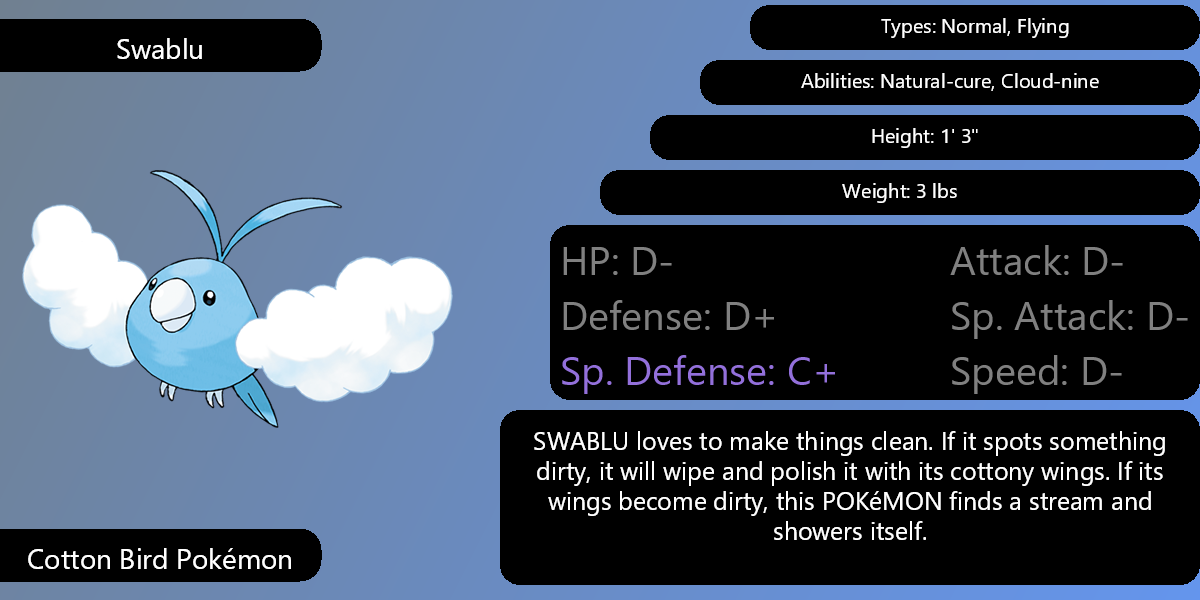 Swablu
Types: Normal, Flying
Abilities: Natural-cure, Cloud-nine
Height: 1' 3"
Weight: 3 lbs
HP: D-
Attack: D-
Defense: D+
Sp. Attack: D-
Sp. Defense: C+
Speed: D-
SWABLU loves to make things clean. If it spots something
dirty, it will wipe and polish it with its cottony wings. If its
wings become dirty, this POKéMON finds a stream and
showers itself.
Cotton Bird Pokémon